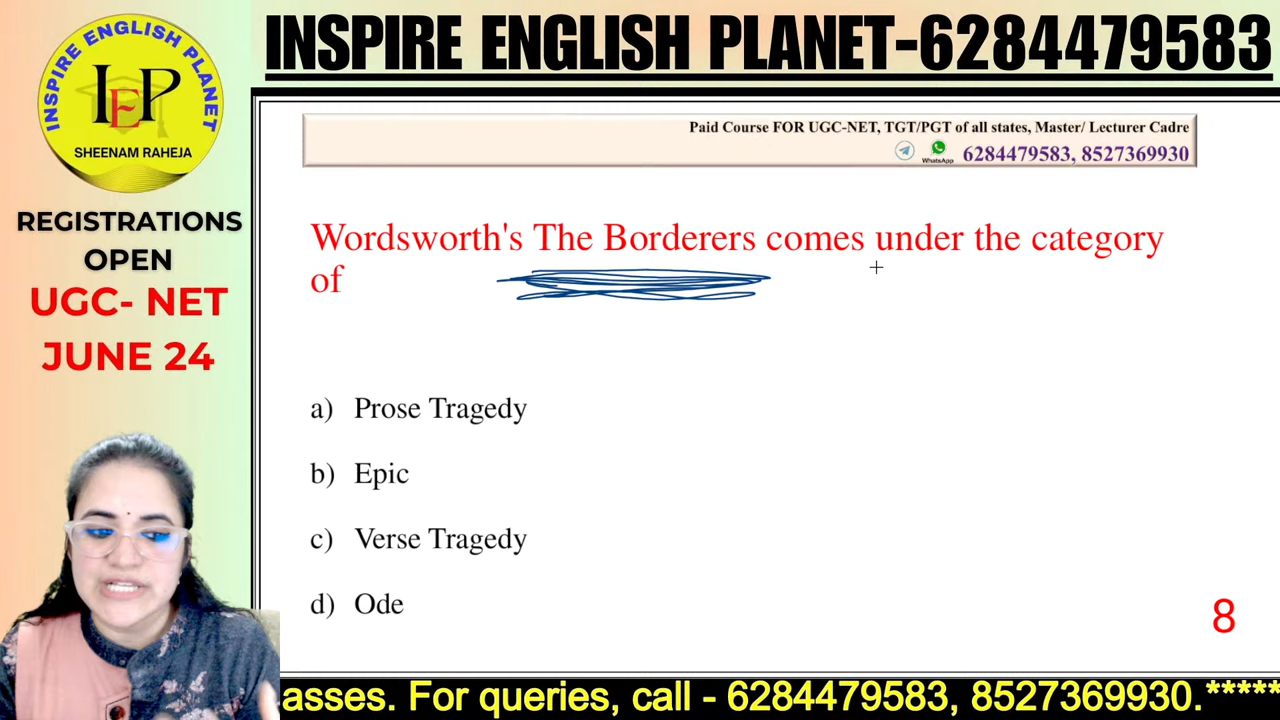 INSPIRE ENGLISH PLANET-6284479583
INSPIRE ENGLISH PLANET
IEP
SHEENAM RAHEJA
REGISTRATIONS
OPEN
UGC- NET
JUNE 24
Paid Course FOR UGC-NET, TGT/PGT of all states, Master/ Lecturer Cadre
WhatsApp 6284479583, 8527369930
Wordsworth's The Borderers comes under the category
of
a) Prose Tragedy
b) Epic
c) Verse Tragedy
d) Ode
8
asses. For queries, call - 6284479583, 8527369930.*****